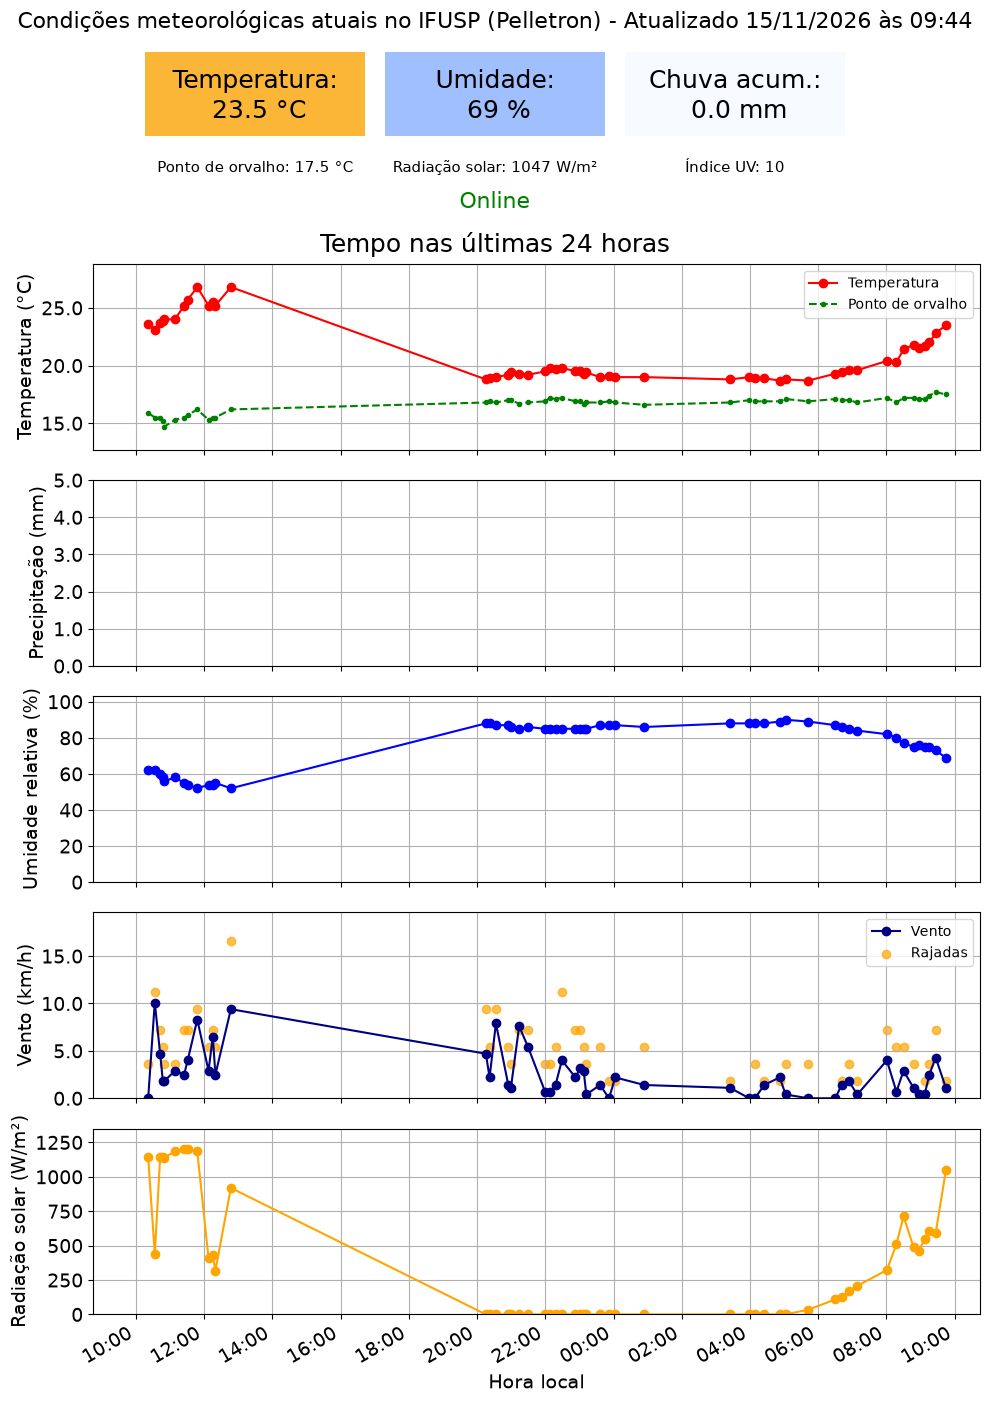 Condições meteorológicas atuais no IFUSP (Pelletron) - Atualizado 15/11/2026 às 09:44
Temperatura:
23.5 °C
Umidade:
69 %
Chuva acum.:
0.0 mm
Ponto de orvalho: 17.5 °C
Radiação solar: 1047 W/m²
Índice UV: 10
Online
Tempo nas últimas 24 horas
Temperatura (°C)
25.0
20.0
15.0
Temperatura
Ponto de orvalho
Precipitação (mm)
5.0
4.0
3.0
2.0
1.0
0.0
Umidade relativa (%)
100
80
60
40
20
0
Vento (km/h)
15.0
10.0
5.0
0.0
Vento
Rajadas
Radiação solar (W/m²)
1250
1000
750
500
250
0
10:00
12:00
14:00
16:00
18:00
20:00
22:00
00:00
02:00
04:00
06:00
08:00
10:00
Hora local